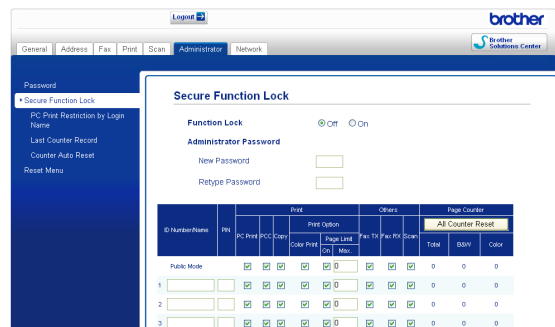 Logout
brother
General Address Fax Print Scan Administrator Network
Brother
Solutions Center
Password
Secure Function Lock
PC Print Restriction by Login
Name
Last Counter Record
Counter Auto Reset
Reset Menu
Secure Function Lock
Function Lock Off On
Administrator Password
New Password
Retype Password
Print Others Page Counter
ID Number/Name PIN PC Print PCC Copy Print Option Fax TX Fax RX Scan All Counter Reset
Color Print Page Limit Total B&W Color
On Max.
Public Mode 0 0 0 0
1 0 0 0 0
2 0 0 0 0
3 0 0 0 0